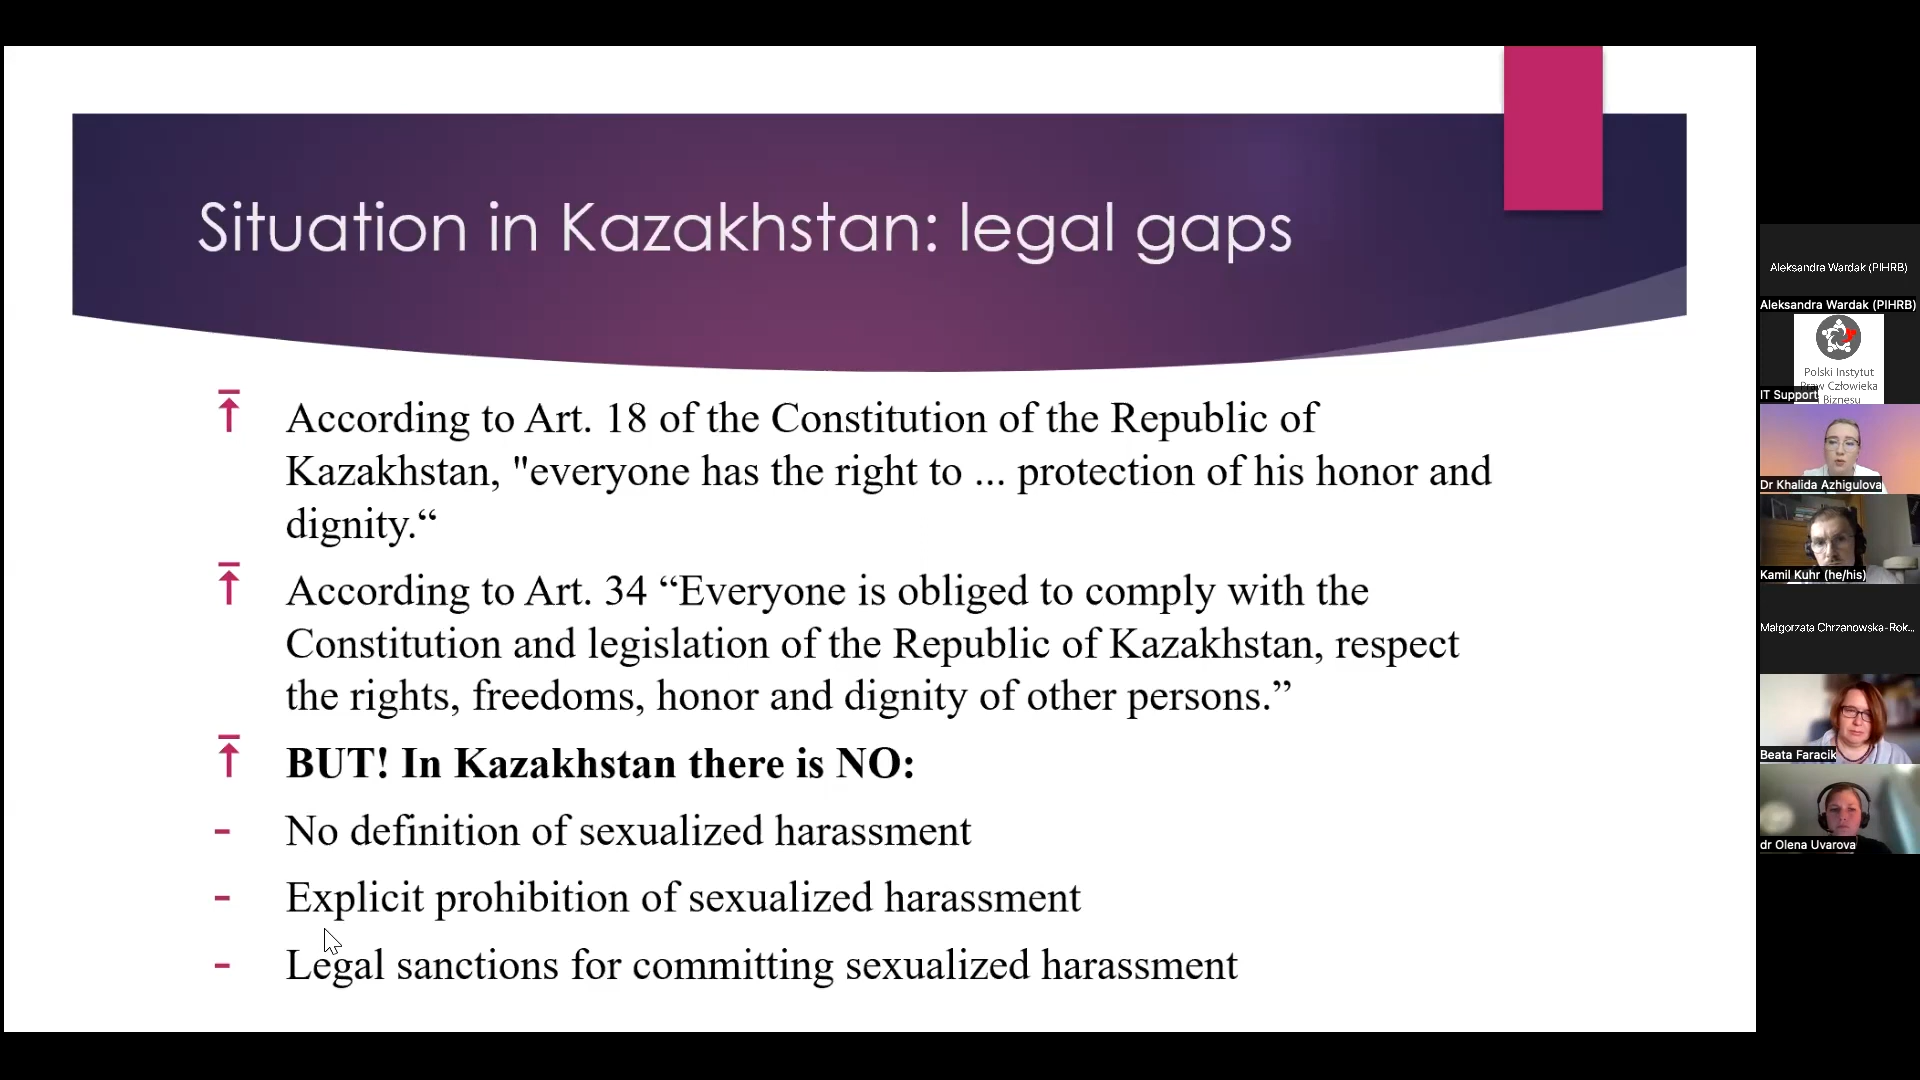 Situation in Kazakhstan: legal gaps
According to Art. 18 of the Constitution of the Republic of
Kazakhstan, "everyone has the right to ... protection of his honor and
dignity.“
According to Art. 34 “Everyone is obliged to comply with the
Constitution and legislation of the Republic of Kazakhstan, respect
the rights, freedoms, honor and dignity of other persons.”
BUT! In Kazakhstan there is NO:
- No definition of sexualized harassment
- Explicit prohibition of sexualized harassment
- Legal sanctions for committing sexualized harassment
Aleksandra Wardak (PIHRB)
Aleksandra Wardak (PIHRB)
Polski Instytut
Praw Człowieka
Biznesu
IT Support
Dr Khalida Azhigulova
Kamil Kuhr (he/his)
Malgorzata Chrzanowska-Rok...
Beata Faracik
dr Olena Uvarova